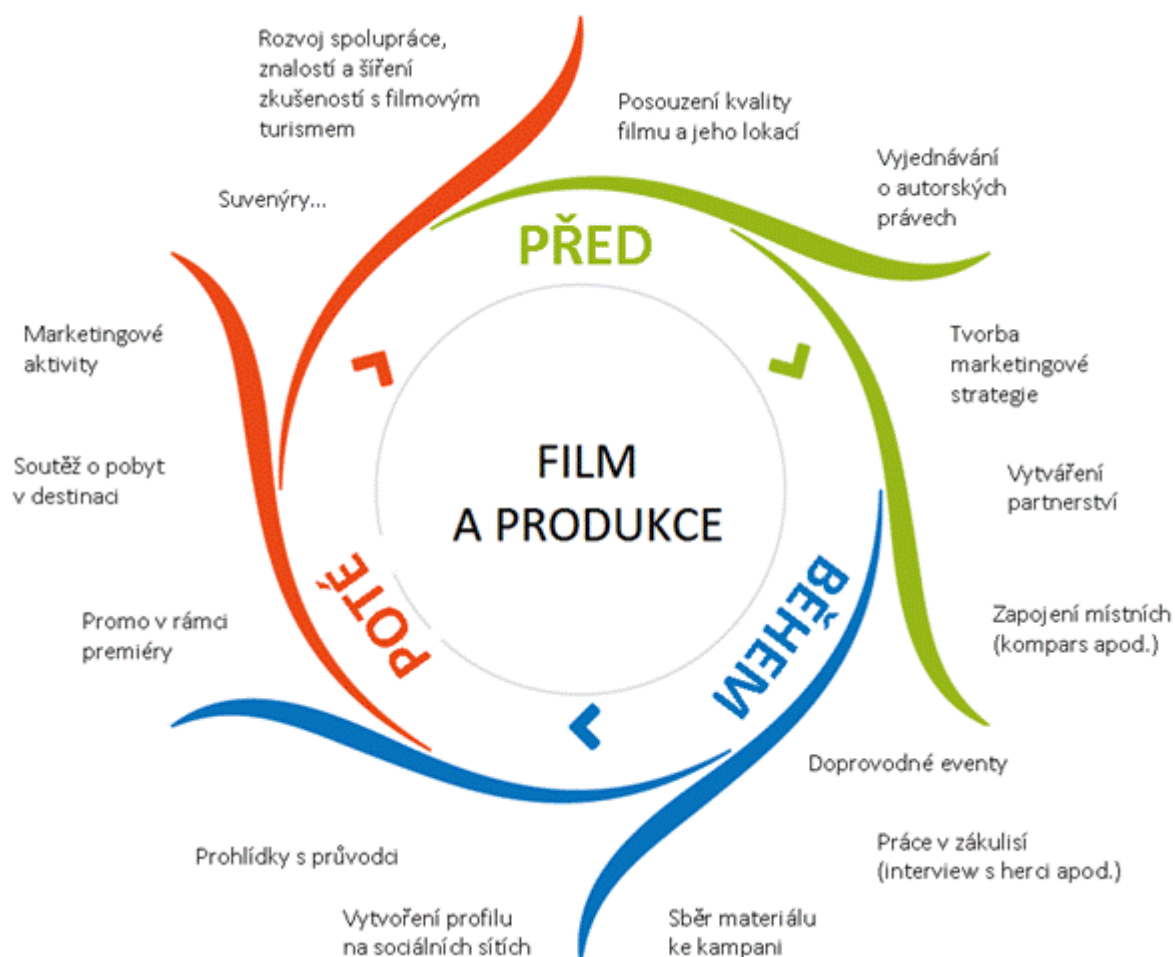 Rozvoj spolupráce,
znalostí a šíření
zkušeností s filmovým
turismem
Posouzení kvality
filmu a jeho lokací
Vyjednávání
o autorských
právech
Suvenýry...
PŘED
Marketingové
aktivity
Tvorba
marketingové
strategie
FILM
A PRODUKCE
Soutěž o pobyt
v destinaci
Vytváření
partnerství
POTÉ
BĚHEM
Promo v rámci
premiéry
Zapojení místních
(kompars apod.)
Doprovodné eventy
Prohlídky s průvodci
Práce v zákulisí
(interview s herci apod.)
Vytvoření profilu
na sociálních sítích
Sběr materiálu
ke kampani